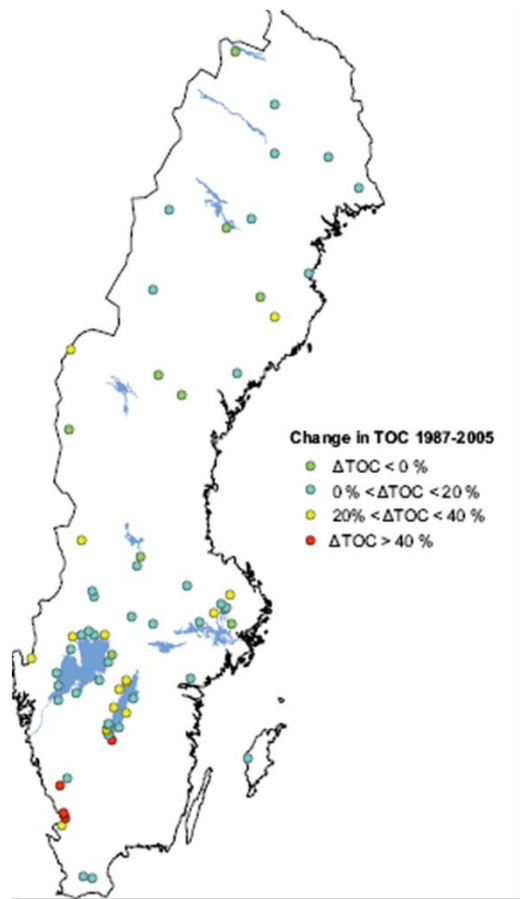 Change in TOC 1987-2005
ΔTOC < 0 %
0 % < ΔTOC < 20 %
20% < ΔTOC < 40 %
ΔTOC > 40 %